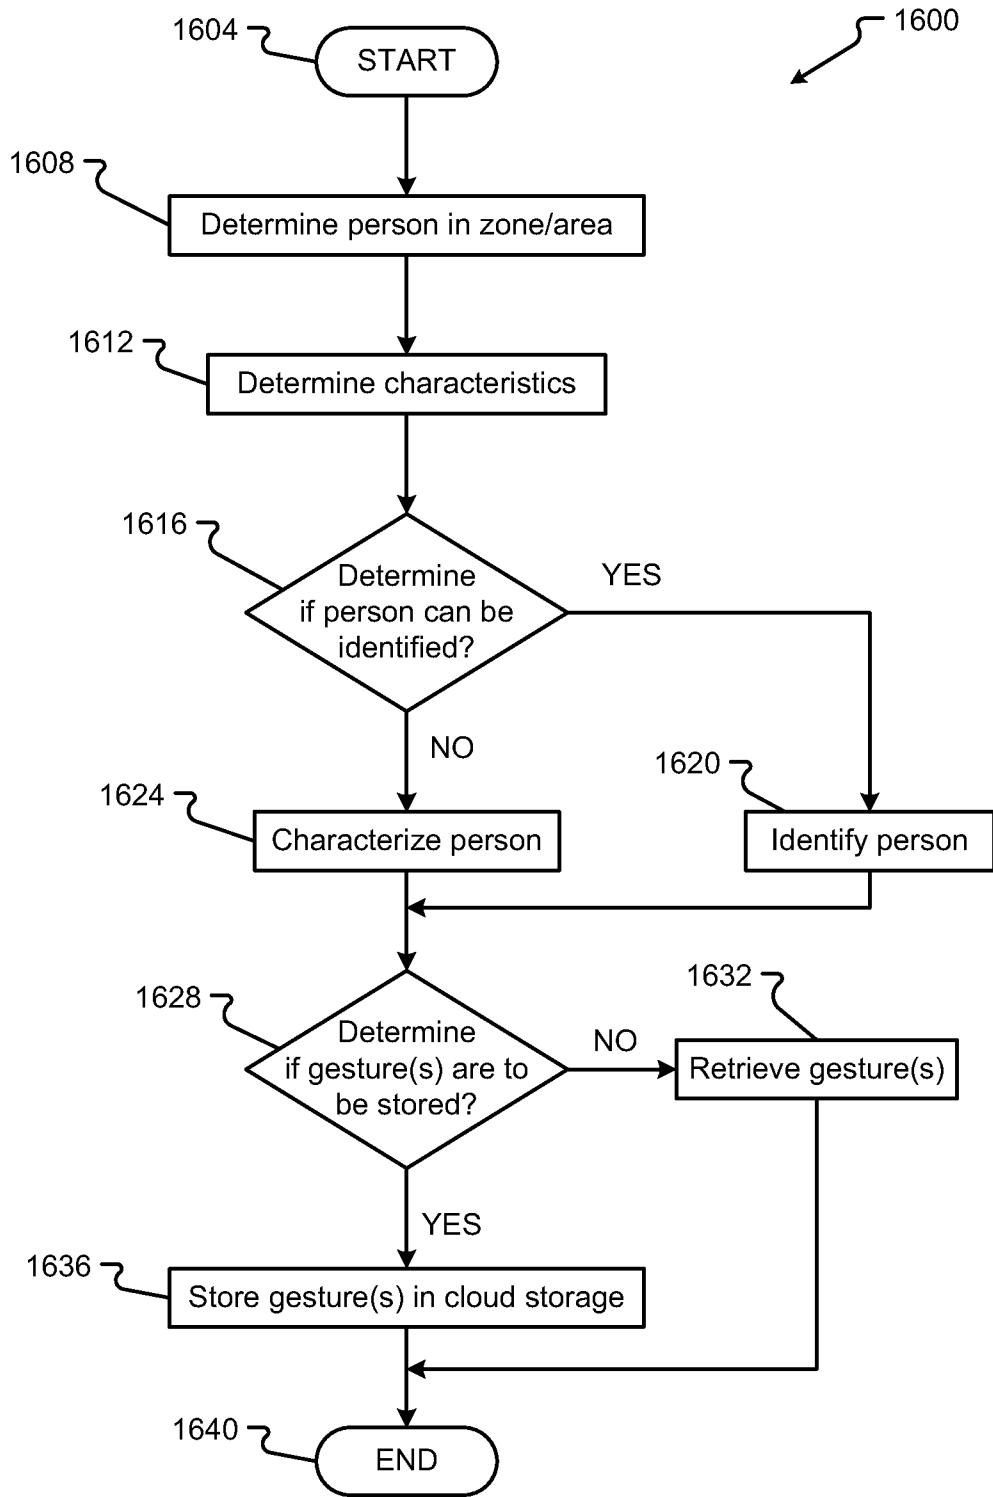 1600
1604
START
1608
Determine person in zone/area
1612
Determine characteristics
1616
Determine
if person can be
identified?
YES
NO
1620
1624
Characterize person
Identify person
1628
Determine
if gesture(s) are to
be stored?
NO
1632
Retrieve gesture(s)
YES
1636
Store gesture(s) in cloud storage
1640
END